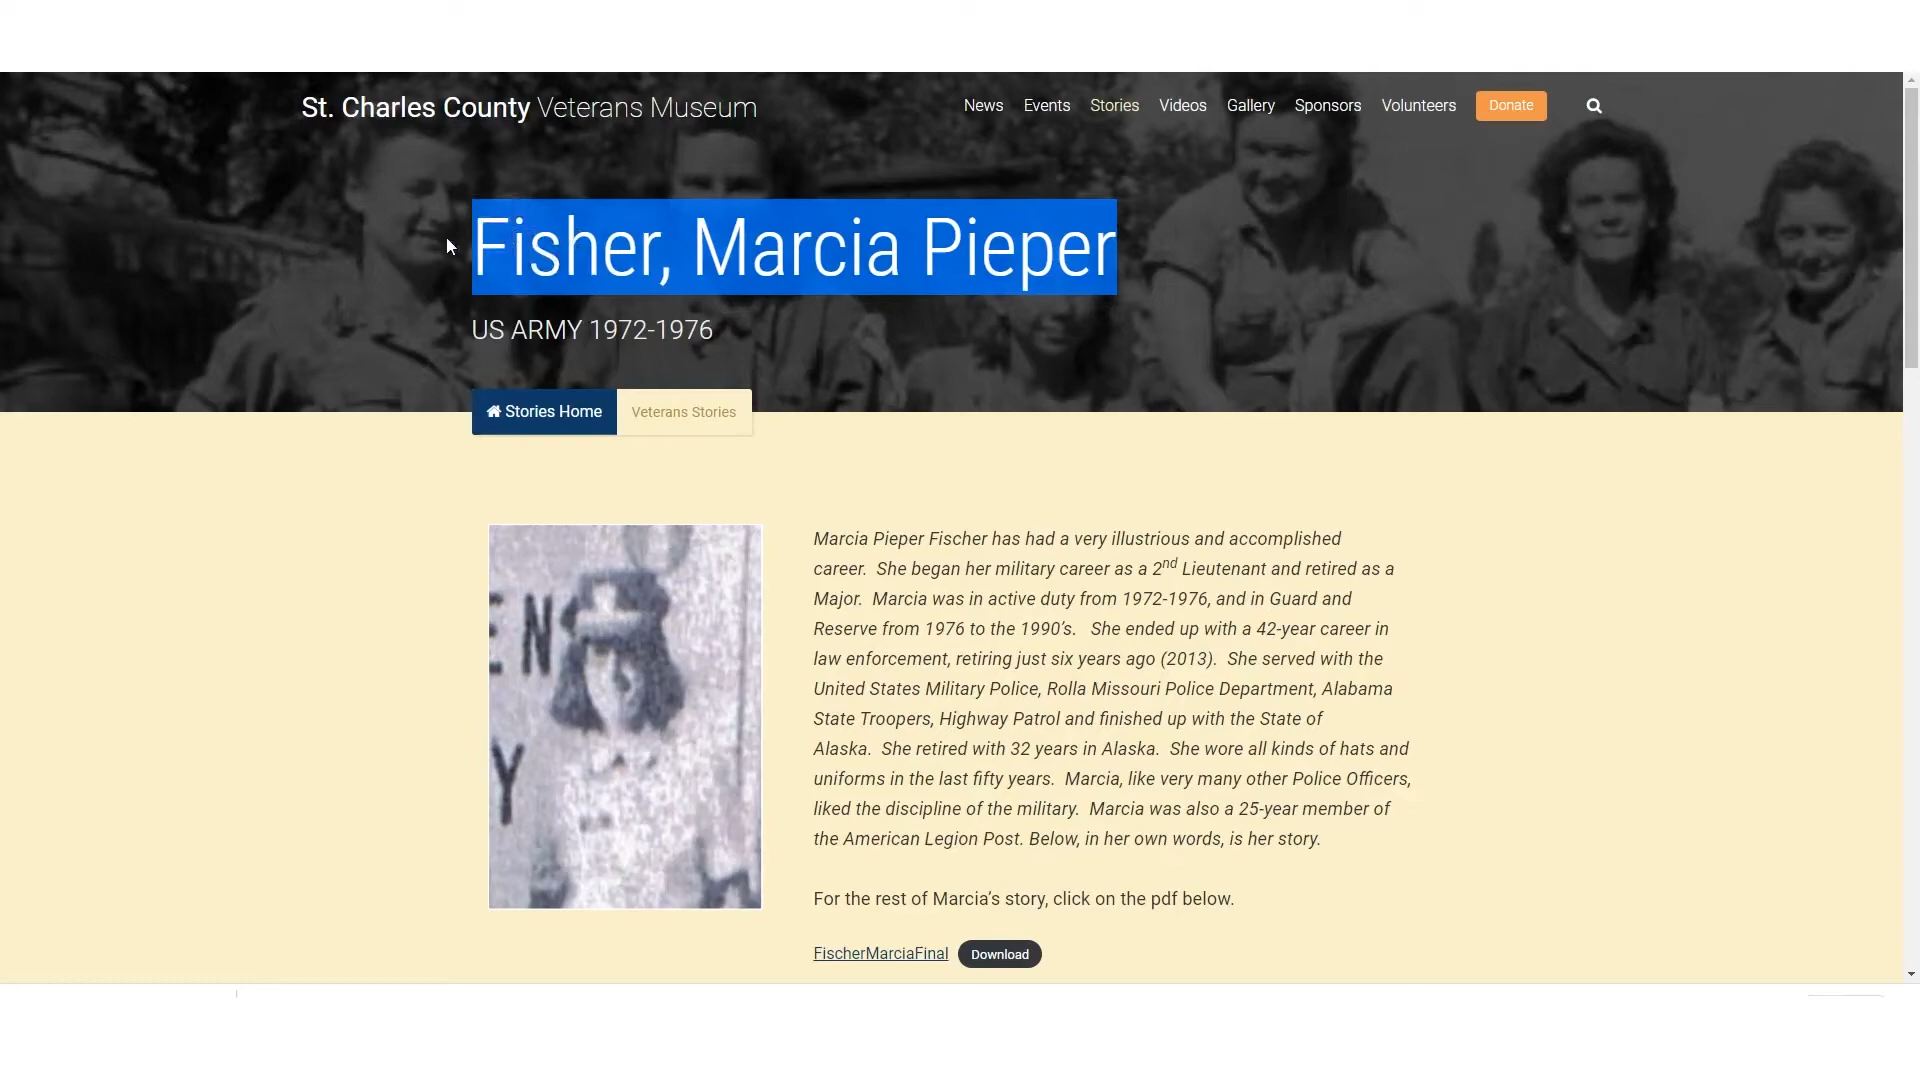 St. Charles County Veterans Museum
News Events Stories Videos Gallery Sponsors Volunteers Donate
Fisher, Marcia Pieper
US ARMY 1972-1976
Stories Home Veterans Stories
EN
Y
Marcia Pieper Fischer has had a very illustrious and accomplished
career. She began her military career as a 2nd Lieutenant and retired as a
Major. Marcia was in active duty from 1972-1976, and in Guard and
Reserve from 1976 to the 1990’s. She ended up with a 42-year career in
law enforcement, retiring just six years ago (2013). She served with the
United States Military Police, Rolla Missouri Police Department, Alabama
State Troopers, Highway Patrol and finished up with the State of
Alaska. She retired with 32 years in Alaska. She wore all kinds of hats and
uniforms in the last fifty years. Marcia, like very many other Police Officers,
liked the discipline of the military. Marcia was also a 25-year member of
the American Legion Post. Below, in her own words, is her story.
For the rest of Marcia’s story, click on the pdf below.
FischerMarciaFinal Download